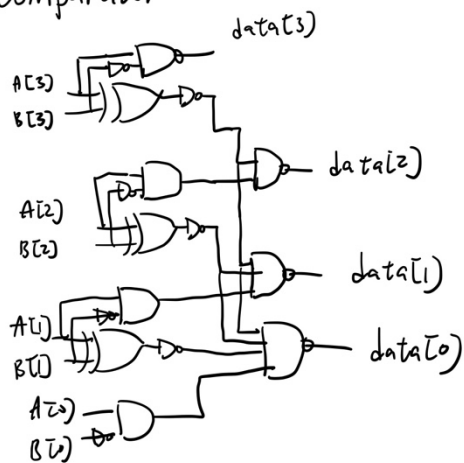 Comparator
data[3]
A[3]
B[3]
data[2]
A[2]
B[2]
data[1]
A[1]
B[1]
data[0]
A[0]
B[0]